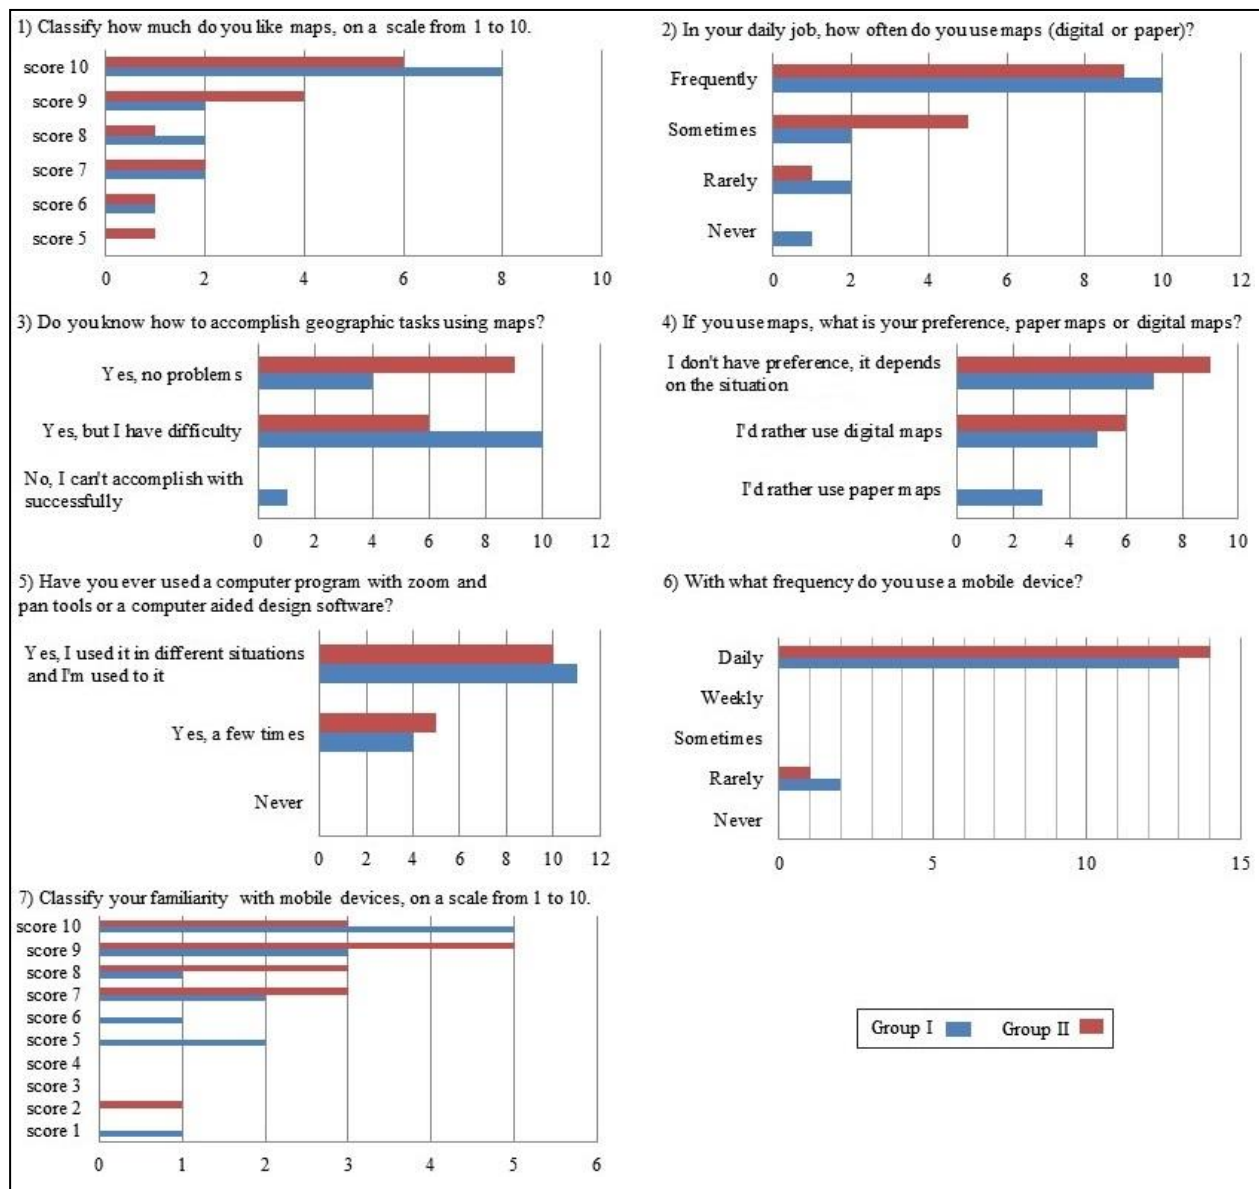 1) Classify how much do you like maps, on a scale from 1 to 10.
score 10
score 9
score 8
score 7
score 6
score 5
0 2 4 6 8 10
2) In your daily job, how often do you use maps (digital or paper)?
Frequently
Sometimes
Rarely
Never
0 2 4 6 8 10 12
3) Do you know how to accomplish geographic tasks using maps?
Yes, no problems
Yes, but I have difficulty
No, I can't accomplish with
successfully
0 2 4 6 8 10 12
4) If you use maps, what is your preference, paper maps or digital maps?
I don't have preference, it depends
on the situation
I'd rather use digital maps
I'd rather use paper maps
0 2 4 6 8 10
5) Have you ever used a computer program with zoom and
pan tools or a computer aided design software?
Yes, I used it in different situations
and I'm used to it
Yes, a few times
Never
0 2 4 6 8 10 12
6) With what frequency do you use a mobile device?
Daily
Weekly
Sometimes
Rarely
Never
0 5 10 15
7) Classify your familiarity with mobile devices, on a scale from 1 to 10.
score 10
score 9
score 8
score 7
score 6
score 5
score 4
score 3
score 2
score 1
0 1 2 3 4 5 6
Group I Group II